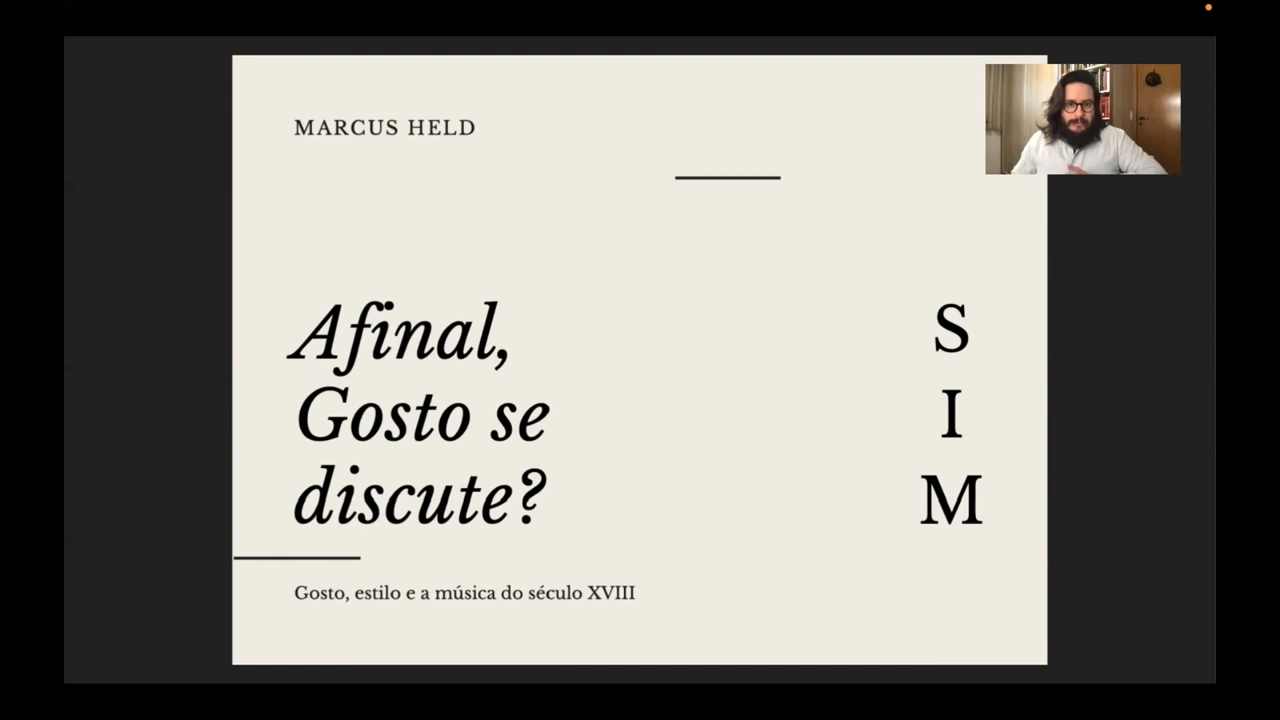 MARCUS HELD
Afinal,
Gosto se
discute?
S
I
M
Gosto, estilo e a música do século XVIII